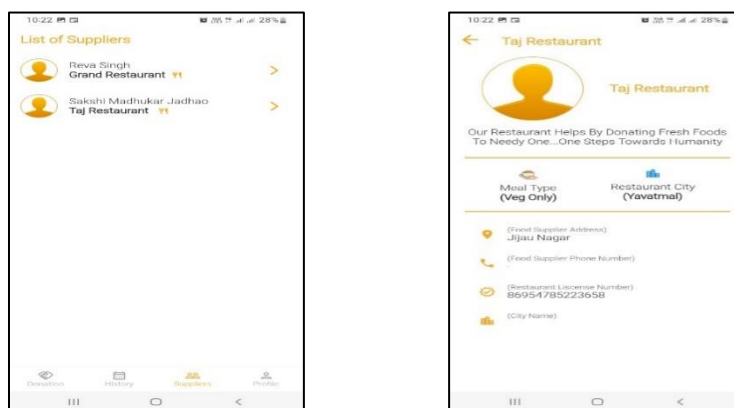 10:22
28%
List of Suppliers
Reva Singh
Grand Restaurant
Sakshi Madhukar Jadhao
Taj Restaurant
Donation
History
Suppliers
Profile
10:22
28%
Taj Restaurant
Taj Restaurant
Our Restaurant Helps By Donating Fresh Foods
To Needy One...One Steps Towards Humanity
Meal Type
(Veg Only)
Restaurant City
(Yavatmal)
(Food Supplier Address)
Jijau Nagar
(Food Supplier Phone Number)
(Restaurant Liscense Number)
86954785223658
(City Name)